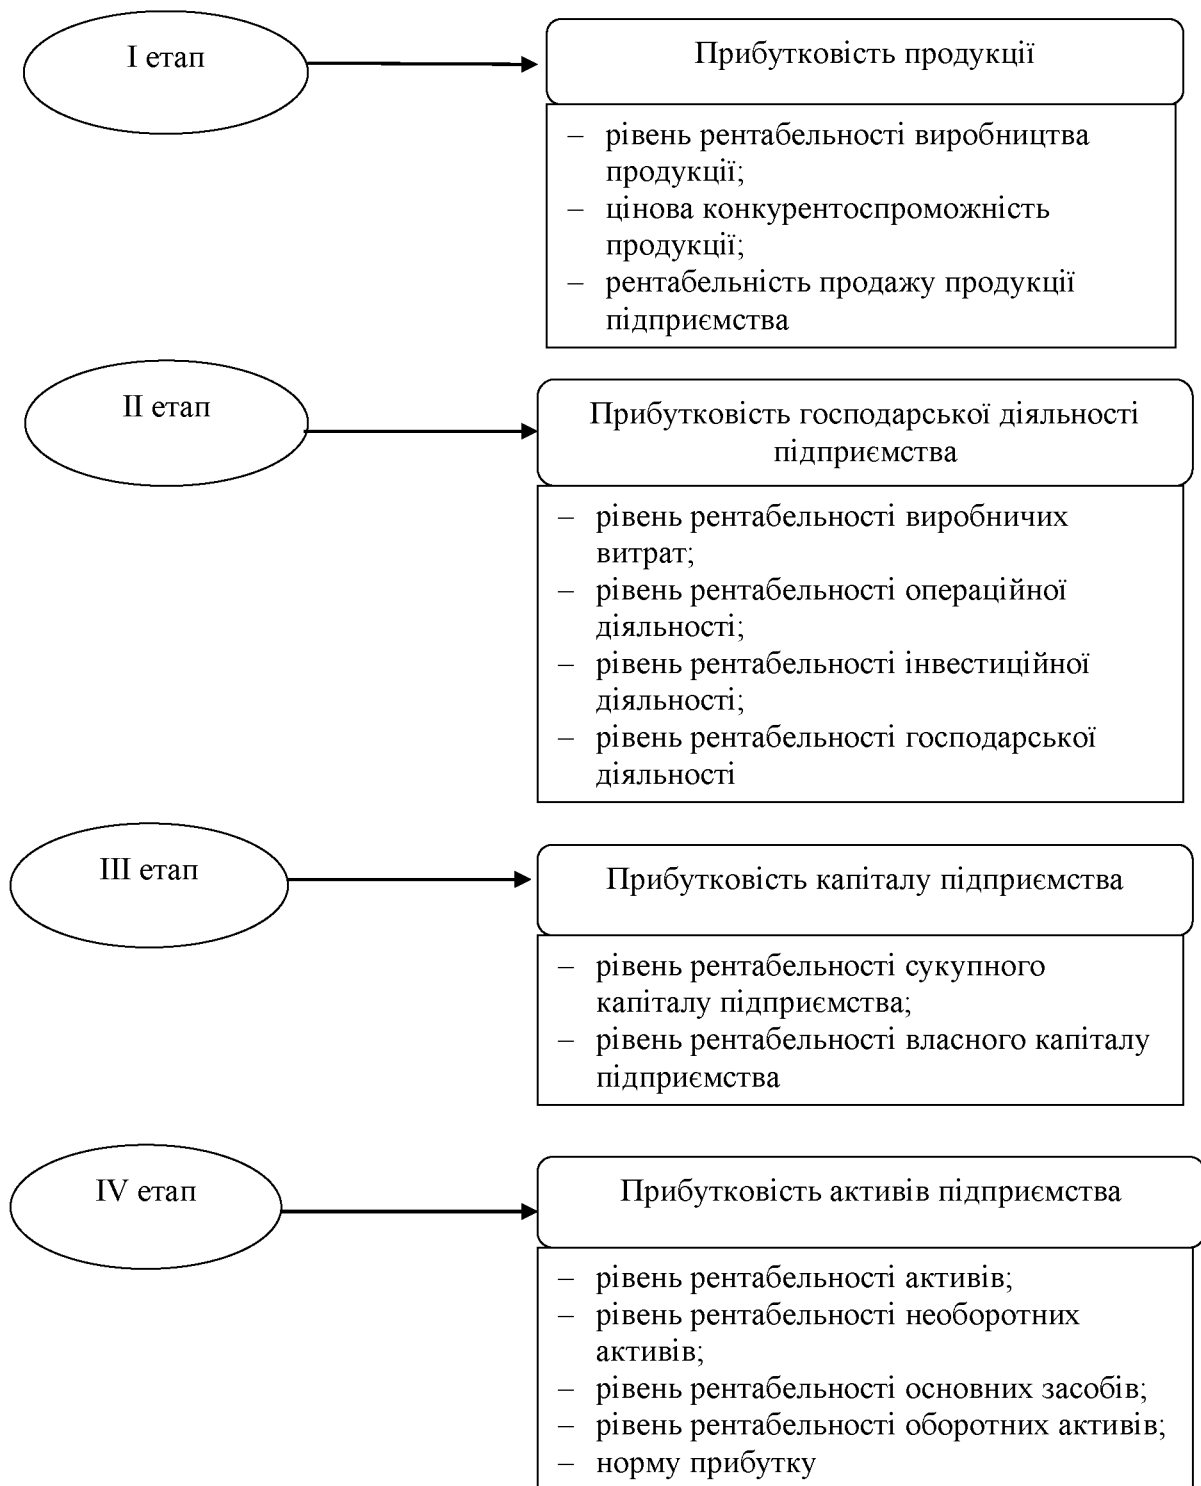 І етап
Прибутковість продукції
– рівень рентабельності виробництва
продукції;
– цінова конкурентоспроможність
продукції;
– рентабельність продажу продукції
підприємства
ІІ етап
Прибутковість господарської діяльності
підприємства
– рівень рентабельності виробничих
витрат;
– рівень рентабельності операційної
діяльності;
– рівень рентабельності інвестиційної
діяльності;
– рівень рентабельності господарської
діяльності
ІІІ етап
Прибутковість капіталу підприємства
– рівень рентабельності сукупного
капіталу підприємства;
– рівень рентабельності власного капіталу
підприємства
IV етап
Прибутковість активів підприємства
– рівень рентабельності активів;
– рівень рентабельності необоротних
активів;
– рівень рентабельності основних засобів;
– рівень рентабельності оборотних активів;
– норму прибутку